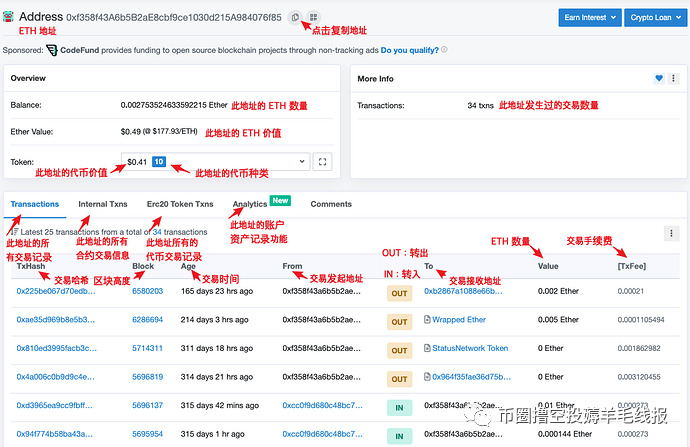 Address 0xf358f43A6b5B2aE8cbf9ce1030d215A984076f85
Earn Interest
Crypto Loan
ETH 地址
点击复制地址
Sponsored: CodeFund provides funding to open source blockchain projects through non-tracking ads Do you qualify?
Overview
More Info
Balance: 0.002753524633592215 Ether 此地址的 ETH 数量
Transactions: 34 txns 此地址发生过的交易数量
Ether Value: $0.49 (@ $177.93/ETH) 此地址的 ETH 价值
Token: $0.41 10
此地址的代币价值 此地址的代币种类
Transactions Internal Txns Erc20 Token Txns Analytics New Comments
此地址的账户
资产记录功能
Latest 25 transactions from a total of 34 transactions
此地址的所有交易记录
此地址的所有合约交易信息
此地址所有的代币交易记录
OUT：转出
IN：转入
ETH 数量
交易手续费
TxHash Block Age From To Value [TxFee]
交易哈希 区块高度 交易时间 交易发起地址 交易接收地址
0x225be067d70edb... 6580203 165 days 23 hrs ago 0xf358f43a6b5b2ae... OUT 0xb2867a1088e66b... 0.002 Ether 0.00021
0xae35d969b8e5b3... 6286694 214 days 3 hrs ago 0xf358f43a6b5b2ae... OUT Wrapped Ether 0.005 Ether 0.0001105494
0x810ed3995facb3c... 5714311 311 days 18 hrs ago 0xf358f43a6b5b2ae... OUT StatusNetwork Token 0 Ether 0.001862982
0x4a006c0b9d9c4e... 5696819 314 days 21 hrs ago 0xf358f43a6b5b2ae... OUT 0x964f35fae36d75b... 0 Ether 0.003120455
0xd3965ea9cc9fbff... 5696137 315 days 42 mins ago 0xcc0f9d680c48bc7... IN 0xf358f43a6b5b2ae... 0.01 Ether 0.000273
0x94f774b58ba43a... 5695954 315 days 1 hr ago 0xcc0f9d680c48bc7... IN 0xf358f43a6b5b2ae... 0.000144 Ether 0.000273
币圈撸空投薅羊毛线报